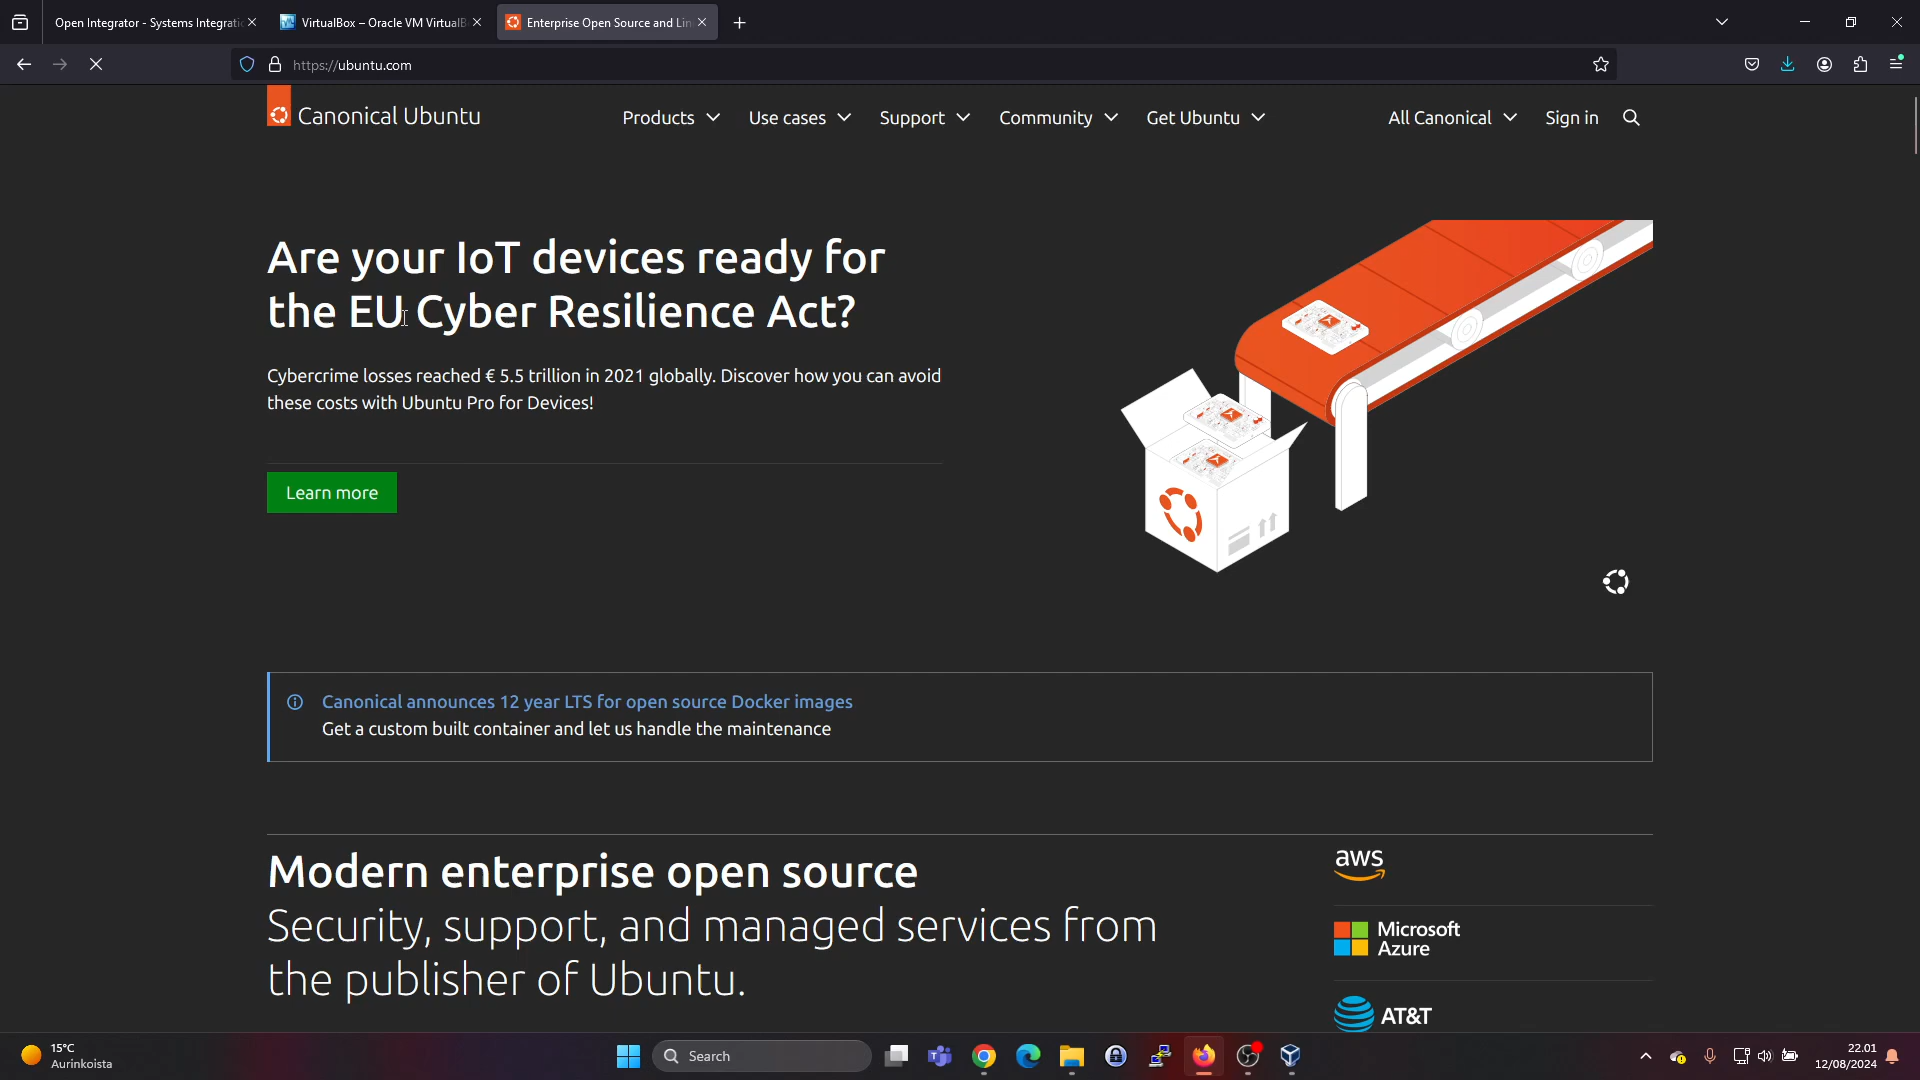 Open Integrator - Systems Integratio
VirtualBox – Oracle VM VirtualB
Enterprise Open Source and Lin
https://ubuntu.com
Canonical Ubuntu
Products
Use cases
Support
Community
Get Ubuntu
All Canonical
Sign in
Are your IoT devices ready for
the EU Cyber Resilience Act?
Cybercrime losses reached € 5.5 trillion in 2021 globally. Discover how you can avoid
these costs with Ubuntu Pro for Devices!
Learn more
Canonical announces 12 year LTS for open source Docker images
Get a custom built container and let us handle the maintenance
Modern enterprise open source
Security, support, and managed services from
the publisher of Ubuntu.
aws
Microsoft
Azure
AT&T
15°C
Aurinkoista
Search
22.01
12/08/2024